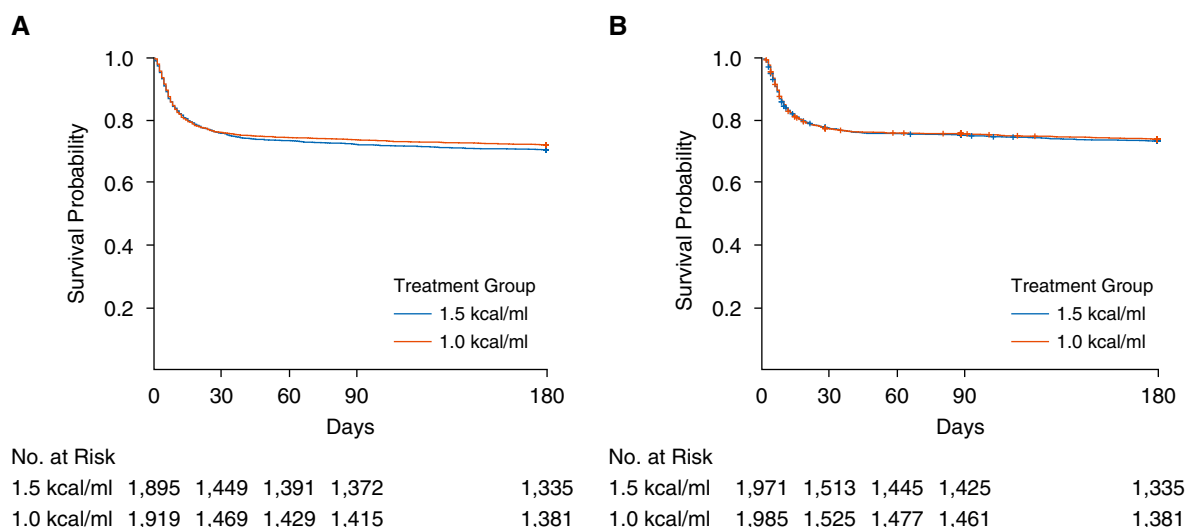 A
1.0
0.8
0.6
0.4
0.2
Survival Probability
Treatment Group
1.5 kcal/ml
1.0 kcal/ml
0 30 60 90 180
Days
No. at Risk
1.5 kcal/ml 1,895 1,449 1,391 1,372 1,335
1.0 kcal/ml 1,919 1,469 1,429 1,415 1,381
B
1.0
0.8
0.6
0.4
0.2
Survival Probability
Treatment Group
1.5 kcal/ml
1.0 kcal/ml
0 30 60 90 180
Days
No. at Risk
1.5 kcal/ml 1,971 1,513 1,445 1,425 1,335
1.0 kcal/ml 1,985 1,525 1,477 1,461 1,381